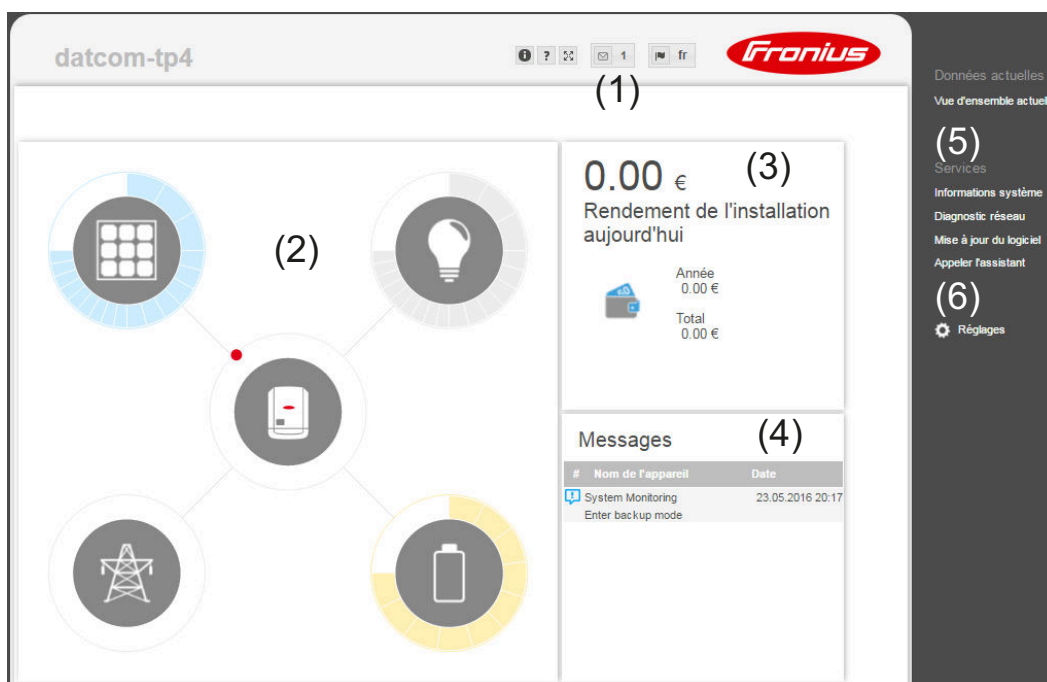 datcom-tp4
? 1 fr
Fronius
(1)
(2)
0.00 €
(3)
Rendement de l'installation
aujourd'hui
Année
0.00 €
Total
0.00 €
Messages
(4)
# Nom de l'appareil Date
System Monitoring 23.05.2016 20:17
Enter backup mode
Données actuelles
Vue d'ensemble actuel
(5)
Services
Informations système
Diagnostic réseau
Mise à jour du logiciel
Appeler l'assistant
(6)
Réglages